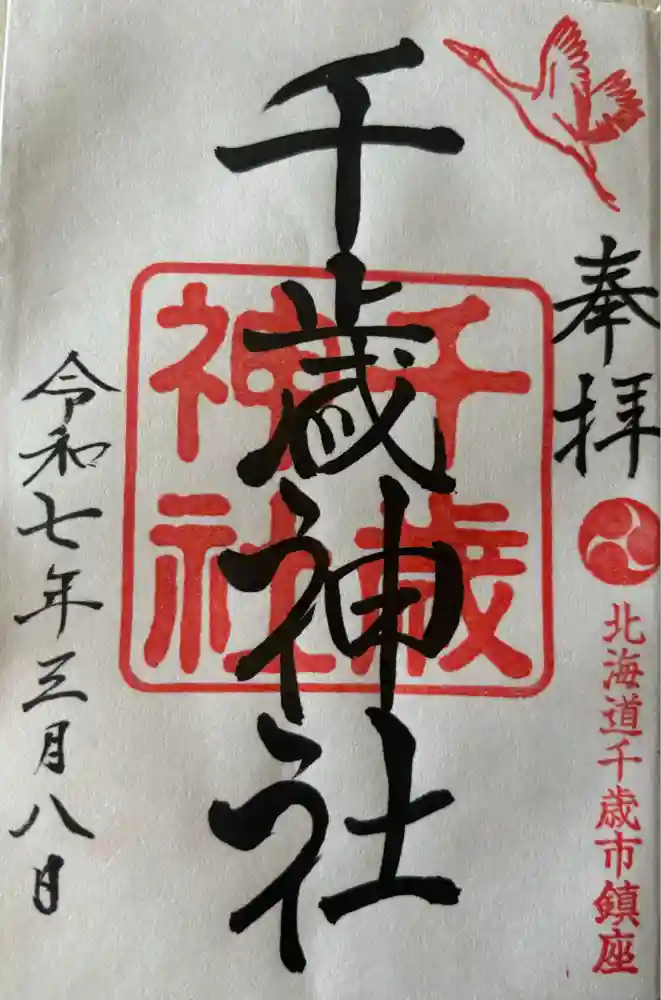 奉拝
北海道千歳市鎮座
千歳神社
千歳
神社
令和七年三月八日